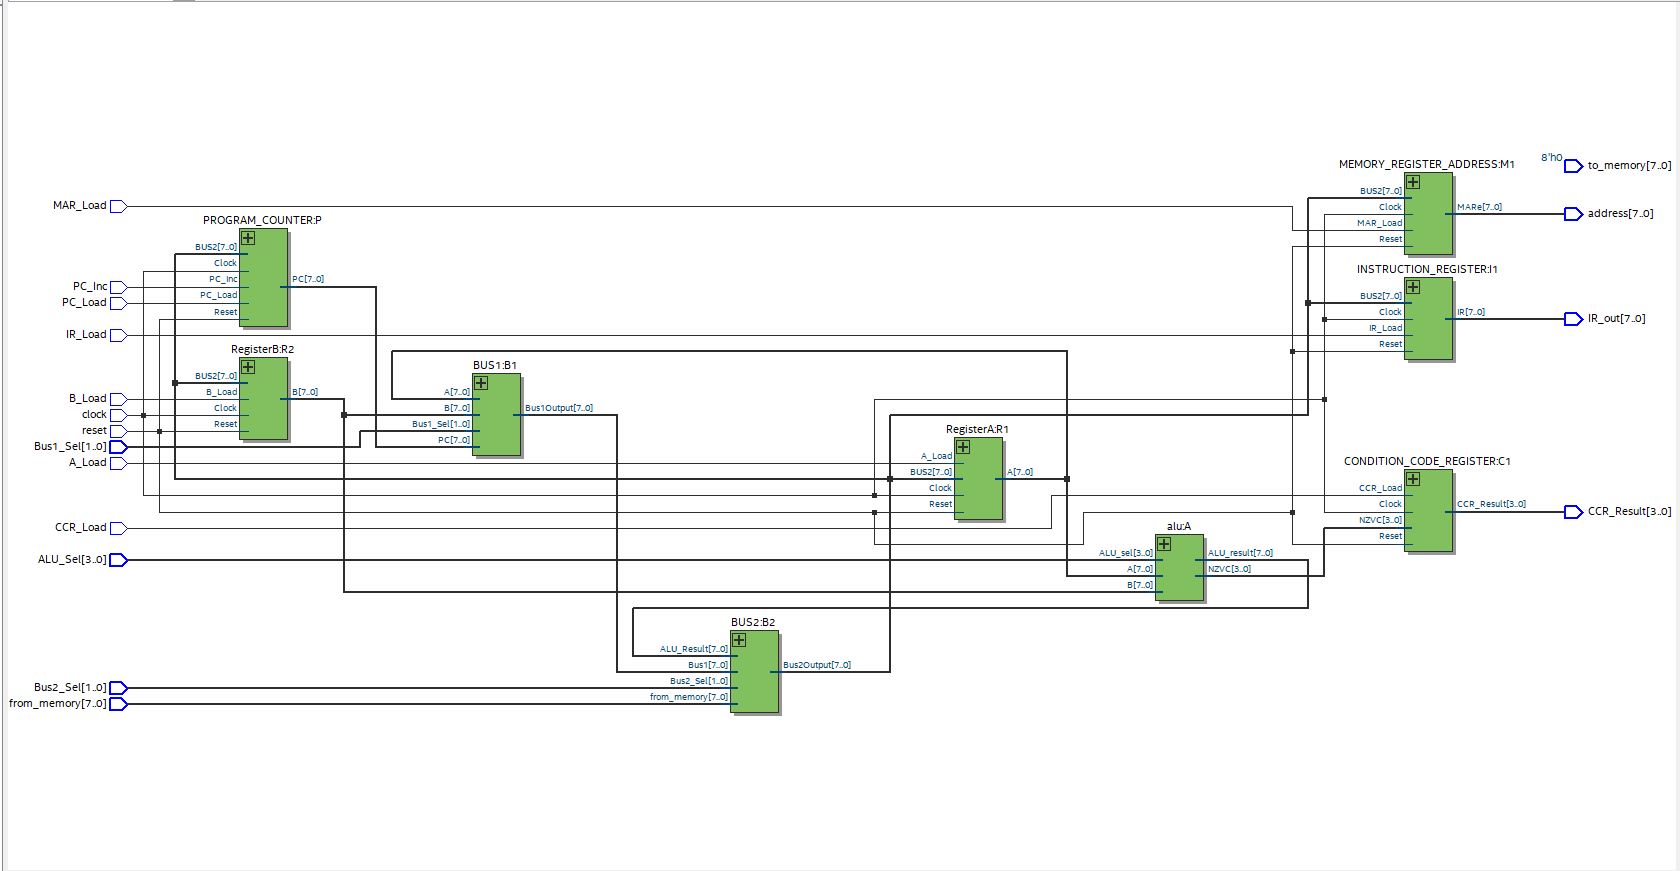 MAR_Load
PC_Inc
PC_Load
IR_Load
B_Load
clock
reset
Bus1_Sel[1..0]
A_Load
CCR_Load
ALU_Sel[3..0]
Bus2_Sel[1..0]
from_memory[7..0]
PROGRAM_COUNTER:P
BUS2[7..0]
Clock
PC_Inc
PC_Load
Reset
PC[7..0]
RegisterB:R2
BUS2[7..0]
B_Load
Clock
Reset
B[7..0]
BUS1:B1
A[7..0]
B[7..0]
Bus1_Sel[1..0]
PC[7..0]
Bus1Output[7..0]
BUS2:B2
ALU_Result[7..0]
Bus1[7..0]
Bus2_Sel[1..0]
from_memory[7..0]
Bus2Output[7..0]
RegisterA:R1
A_Load
BUS2[7..0]
Clock
Reset
A[7..0]
alu:A
ALU_sel[3..0]
A[7..0]
B[7..0]
ALU_result[7..0]
NZVC[3..0]
MEMORY_REGISTER_ADDRESS:M1
BUS2[7..0]
Clock
MAR_Load
Reset
MARe[7..0]
INSTRUCTION_REGISTER:I1
BUS2[7..0]
Clock
IR_Load
Reset
IR[7..0]
CONDITION_CODE_REGISTER:C1
CCR_Load
Clock
NZVC[3..0]
Reset
CCR_Result[3..0]
8'h0
to_memory[7..0]
address[7..0]
IR_out[7..0]
CCR_Result[3..0]